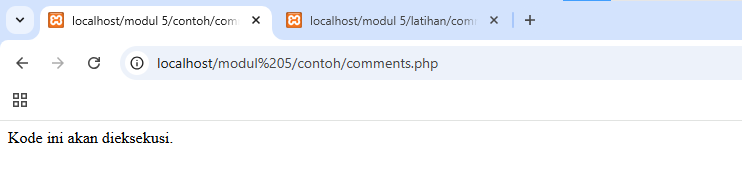 localhost/modul 5/contoh/com
localhost/modul 5/latihan/com
localhost/modul%205/contoh/comments.php
Kode ini akan dieksekusi.